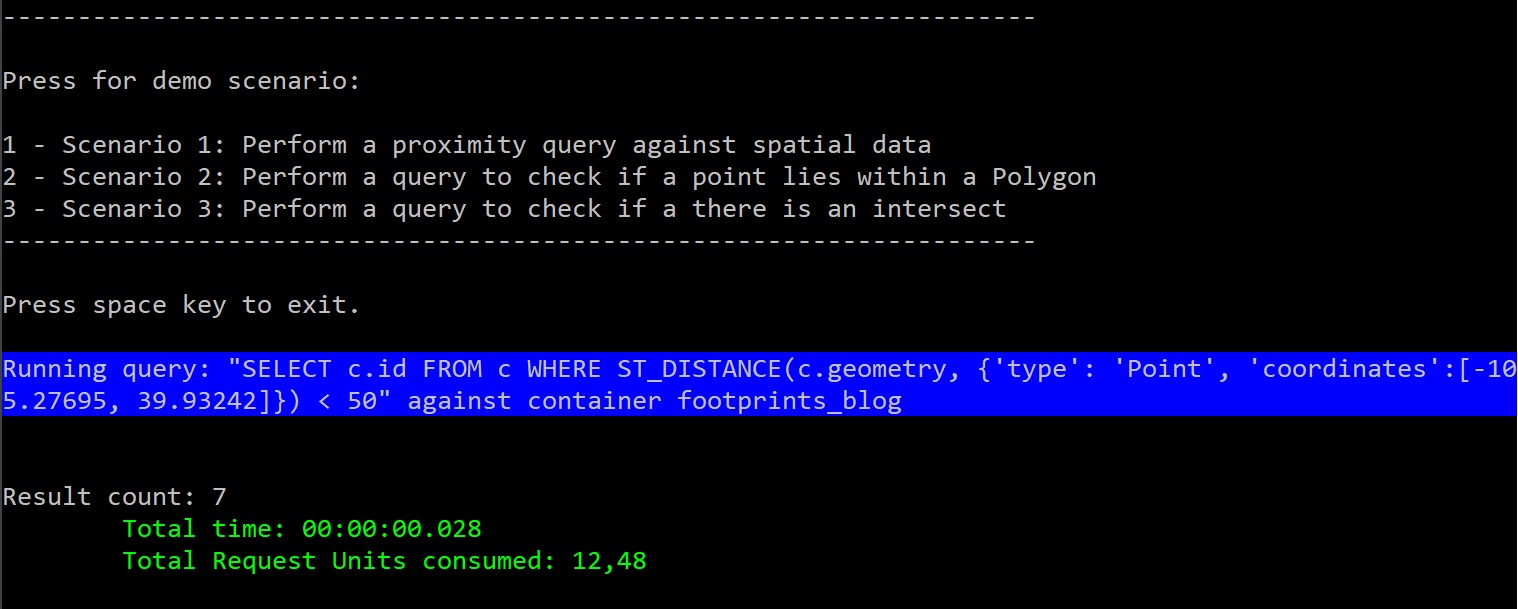 ---------------------------------------------------------------------
Press for demo scenario:
1 - Scenario 1: Perform a proximity query against spatial data
2 - Scenario 2: Perform a query to check if a point lies within a Polygon
3 - Scenario 3: Perform a query to check if a there is an intersect
---------------------------------------------------------------------
Press space key to exit.
Running query: "SELECT c.id FROM c WHERE ST_DISTANCE(c.geometry, {'type': 'Point', 'coordinates':[-10
5.27695, 39.93242]}) < 50" against container footprints_blog
Result count: 7
Total time: 00:00:00.028
Total Request Units consumed: 12,48